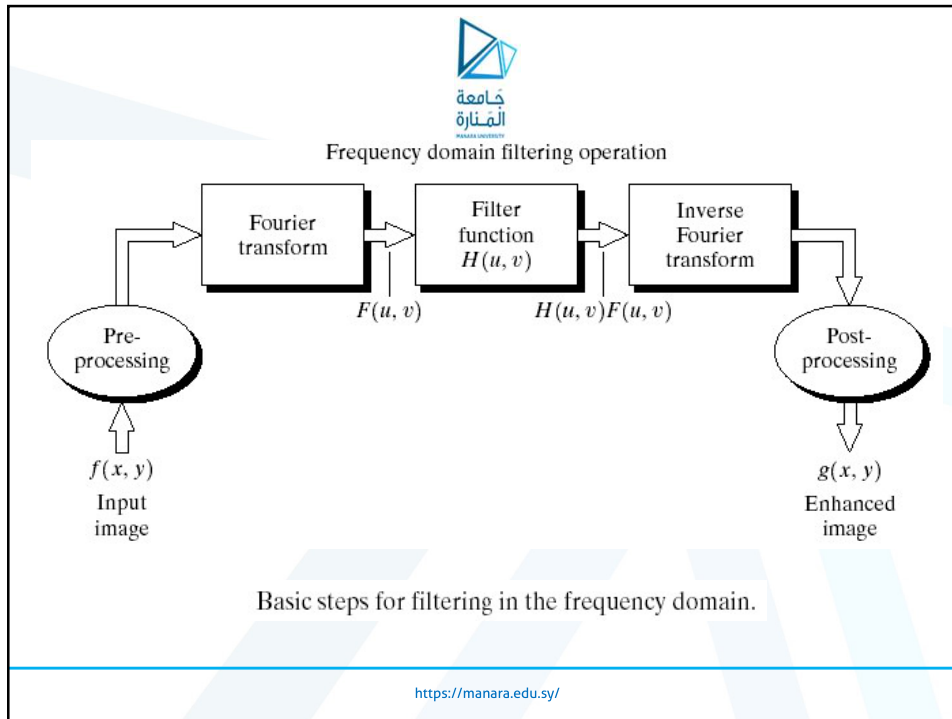 جَامعة
المَنارة
MANARA UNIVERSITY
Frequency domain filtering operation
Fourier
transform
Filter
function
H(u, v)
Inverse
Fourier
transform
F(u, v)
H(u, v)F(u, v)
Pre-
processing
Post-
processing
f(x, y)
Input
image
g(x, y)
Enhanced
image
Basic steps for filtering in the frequency domain.
https://manara.edu.sy/